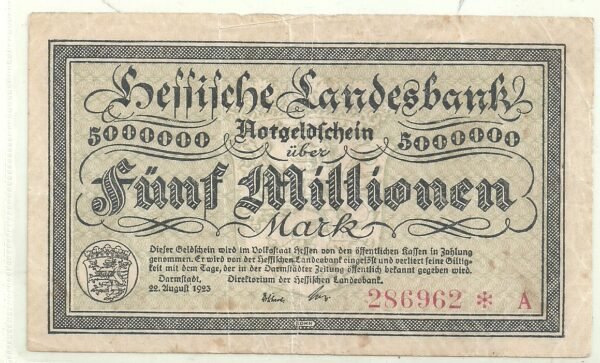 Hessische Landesbank
5000000 Notgeldschein 5000000
über
Fünf Millionen
Mark
Dieser Geldschein wird im Volksstaat Hessen von den öffentlichen Kassen in Zahlung
genommen. Er wird von der Hessischen Landesbank eingelöst und verliert seine Gültig-
keit mit dem Tage, der in der Darmstädter Zeitung öffentlich bekannt gegeben wird.
Darmstadt, Direktorium der Hessischen Landesbank.
22. August 1923
286962 * A